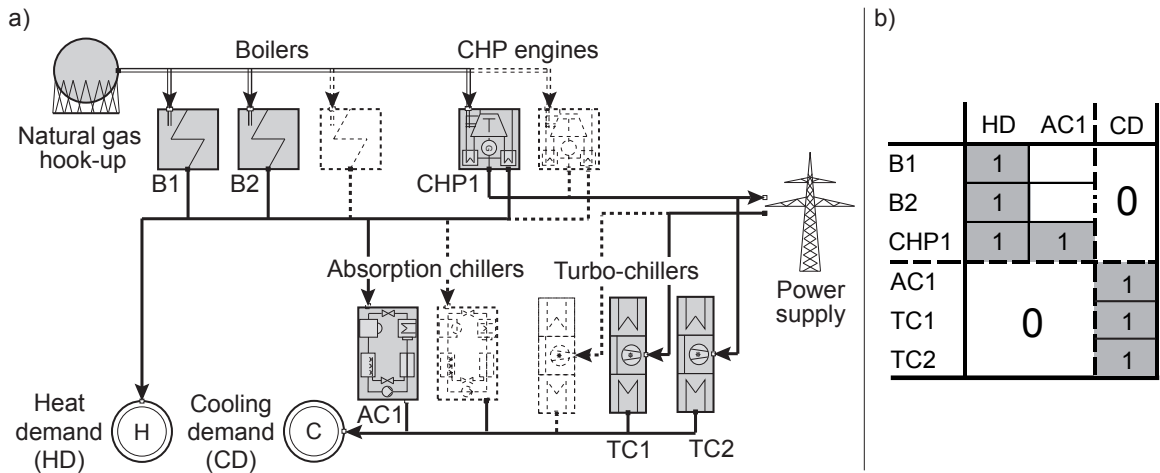 a)
Boilers
CHP engines
Natural gas
hook-up
B1
B2
CHP1
T
G
Absorption chillers
Turbo-chillers
Power
supply
AC1
TC1
TC2
Heat
demand
(HD)
H
Cooling
demand
(CD)
C
b)
HD AC1 CD
B1 1
B2 1 0
CHP1 1 1
AC1 1
TC1 0 1
TC2 1